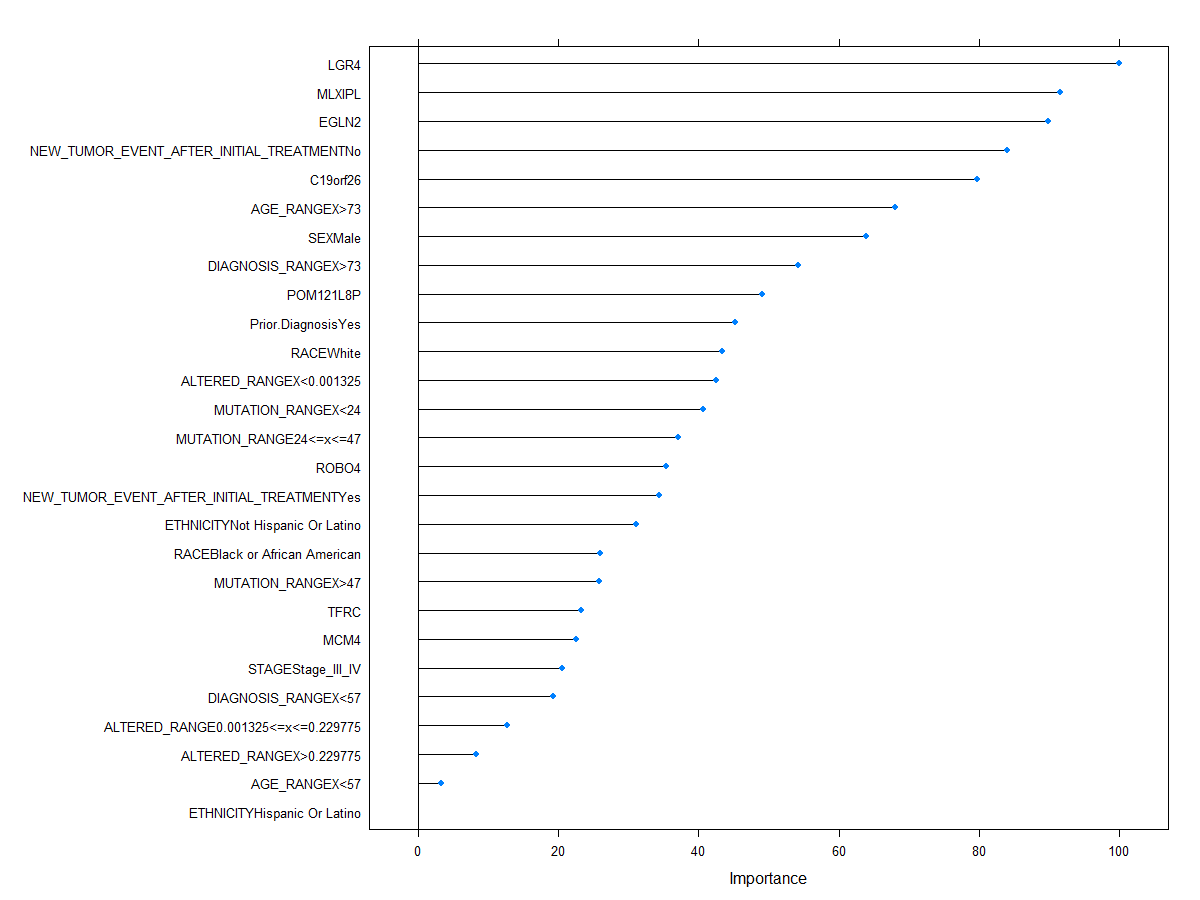 LGR4
MLXIPL
EGLN2
NEW_TUMOR_EVENT_AFTER_INITIAL_TREATMENTNo
C19orf26
AGE_RANGEX>73
SEXMale
DIAGNOSIS_RANGEX>73
POM121L8P
Prior.DiagnosisYes
RACEWhite
ALTERED_RANGEX<0.001325
MUTATION_RANGEX<24
MUTATION_RANGE24<=x<=47
ROBO4
NEW_TUMOR_EVENT_AFTER_INITIAL_TREATMENTYes
ETHNICITYNot Hispanic Or Latino
RACEBlack or African American
MUTATION_RANGEX>47
TFRC
MCM4
STAGEStage_III_IV
DIAGNOSIS_RANGEX<57
ALTERED_RANGE0.001325<=x<=0.229775
ALTERED_RANGEX>0.229775
AGE_RANGEX<57
ETHNICITYHispanic Or Latino
0 20 40 60 80 100
Importance